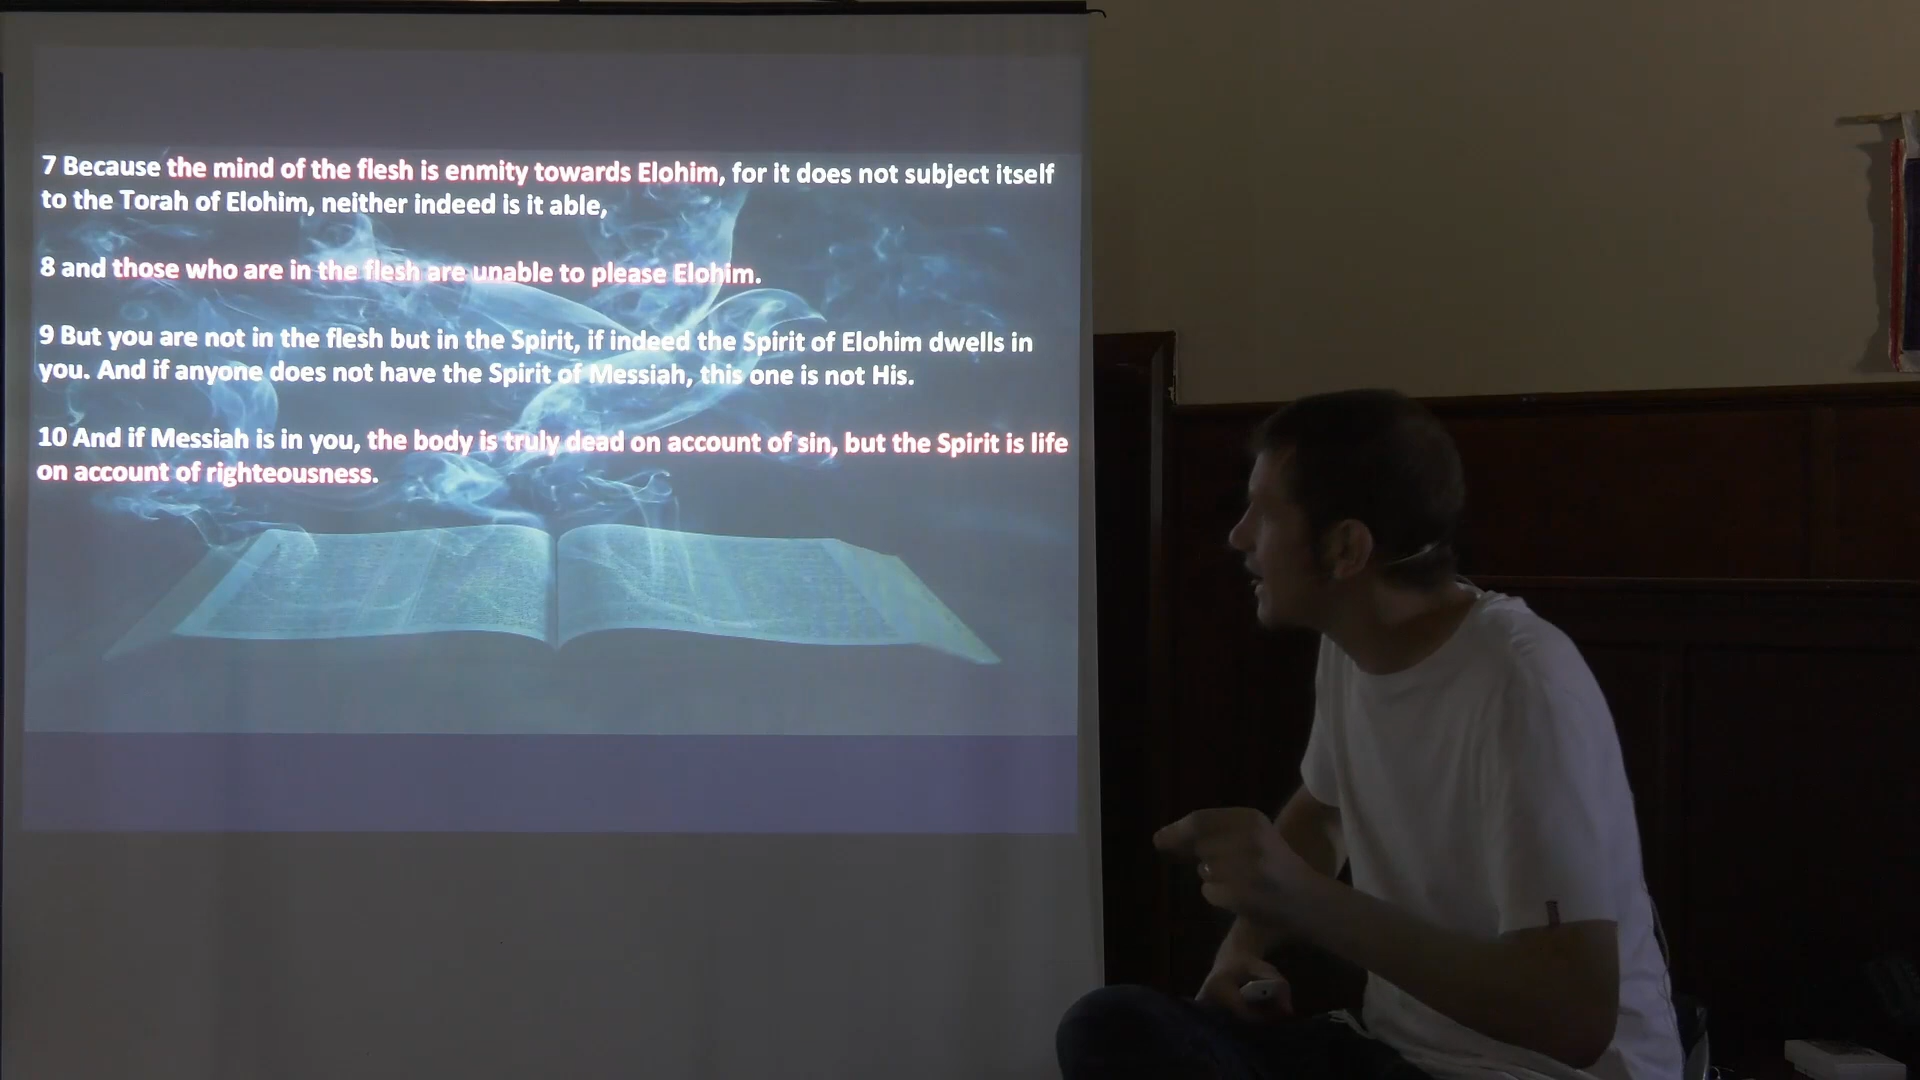 7 Because the mind of the flesh is enmity towards Elohim, for it does not subject itself
to the Torah of Elohim, neither indeed is it able,
8 and those who are in the flesh are unable to please Elohim.
9 But you are not in the flesh but in the Spirit, if indeed the Spirit of Elohim dwells in
you. And if anyone does not have the Spirit of Messiah, this one is not His.
10 And if Messiah is in you, the body is truly dead on account of sin, but the Spirit is life
on account of righteousness.